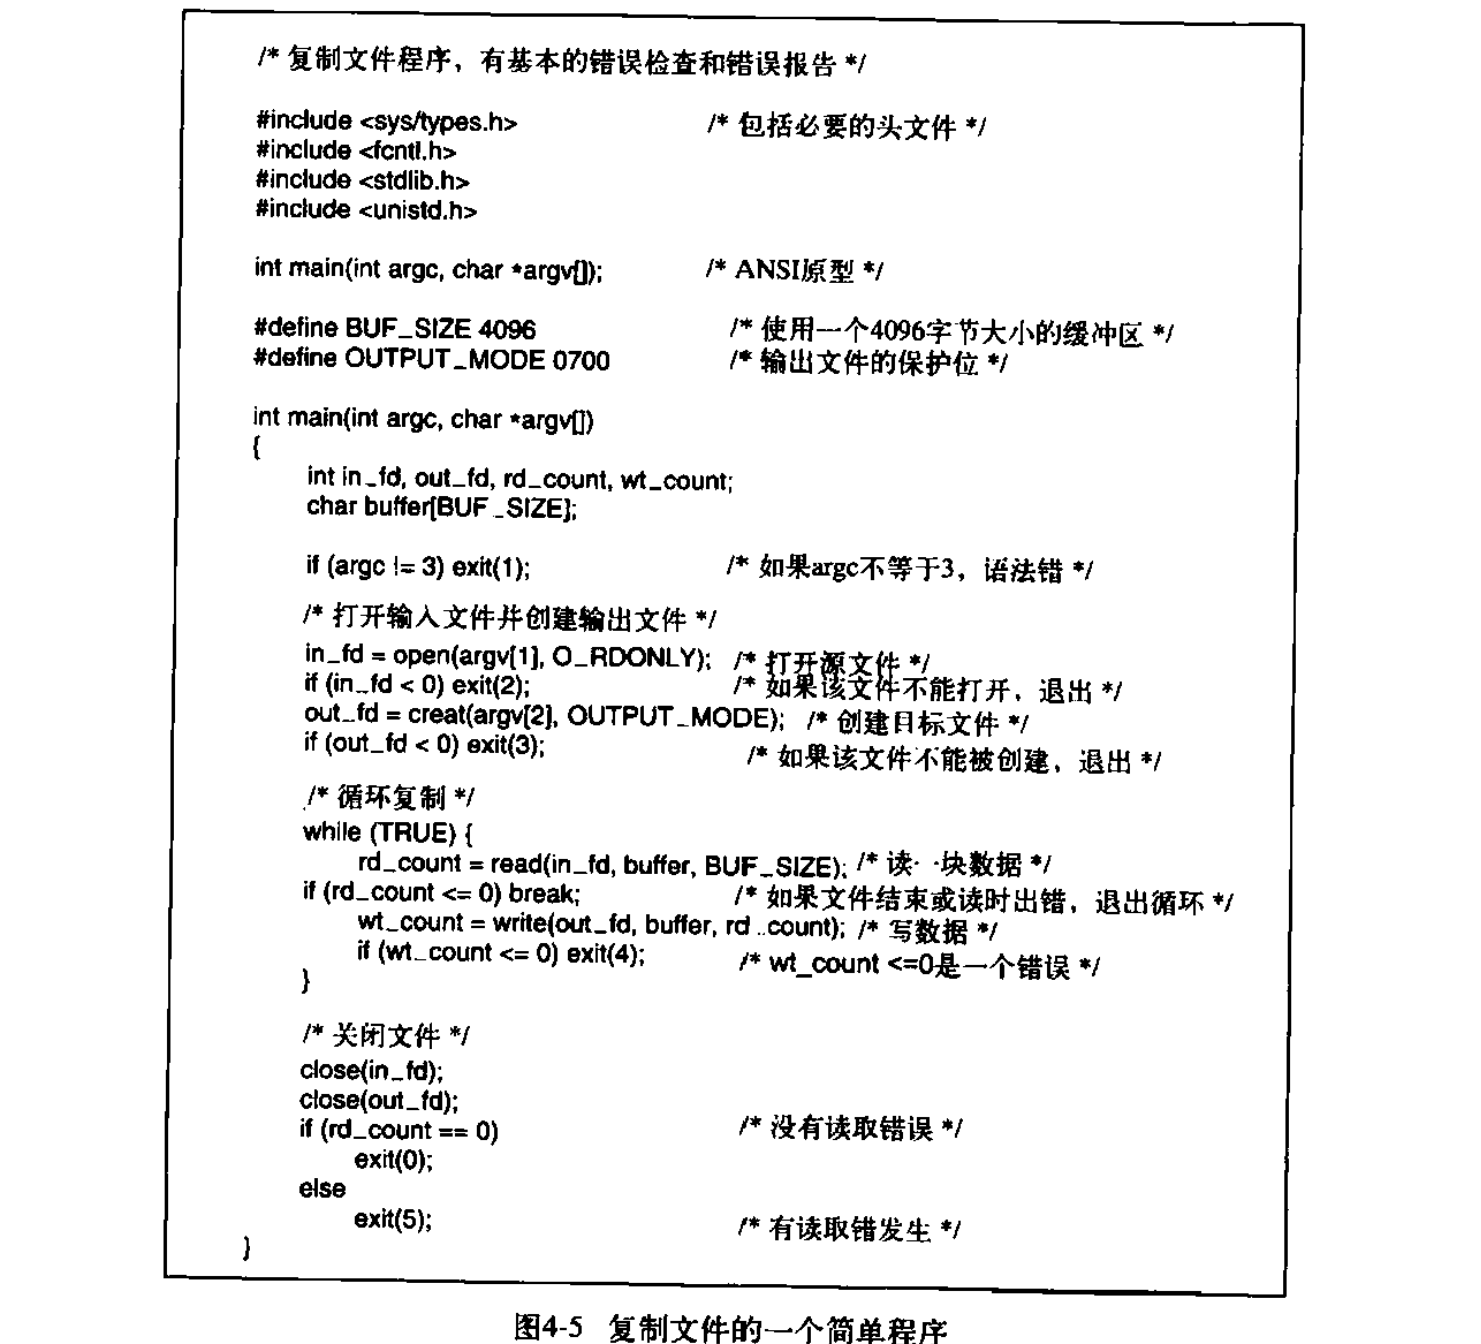 /* 复制文件程序，有基本的错误检查和错误报告 */
#include <sys/types.h> /* 包括必要的头文件 */
#include <fcntl.h>
#include <stdlib.h>
#include <unistd.h>
int main(int argc, char *argv[]); /* ANSI原型 */
#define BUF_SIZE 4096 /* 使用一个4096字节大小的缓冲区 */
#define OUTPUT_MODE 0700 /* 输出文件的保护位 */
int main(int argc, char *argv[])
{
int in_fd, out_fd, rd_count, wt_count;
char buffer[BUF_SIZE];
if (argc != 3) exit(1); /* 如果argc不等于3，语法错 */
/* 打开输入文件并创建输出文件 */
in_fd = open(argv[1], O_RDONLY); /* 打开源文件 */
if (in_fd < 0) exit(2); /* 如果该文件不能打开，退出 */
out_fd = creat(argv[2], OUTPUT_MODE); /* 创建目标文件 */
if (out_fd < 0) exit(3); /* 如果该文件不能被创建，退出 */
/* 循环复制 */
while (TRUE) {
rd_count = read(in_fd, buffer, BUF_SIZE); /* 读一块数据 */
if (rd_count <= 0) break; /* 如果文件结束或读时出错，退出循环 */
wt_count = write(out_fd, buffer, rd_count); /* 写数据 */
if (wt_count <= 0) exit(4); /* wt_count <=0是一个错误 */
}
/* 关闭文件 */
close(in_fd);
close(out_fd);
if (rd_count == 0) /* 没有读取错误 */
exit(0);
else
exit(5); /* 有读取错发生 */
}
图4-5 复制文件的一个简单程序